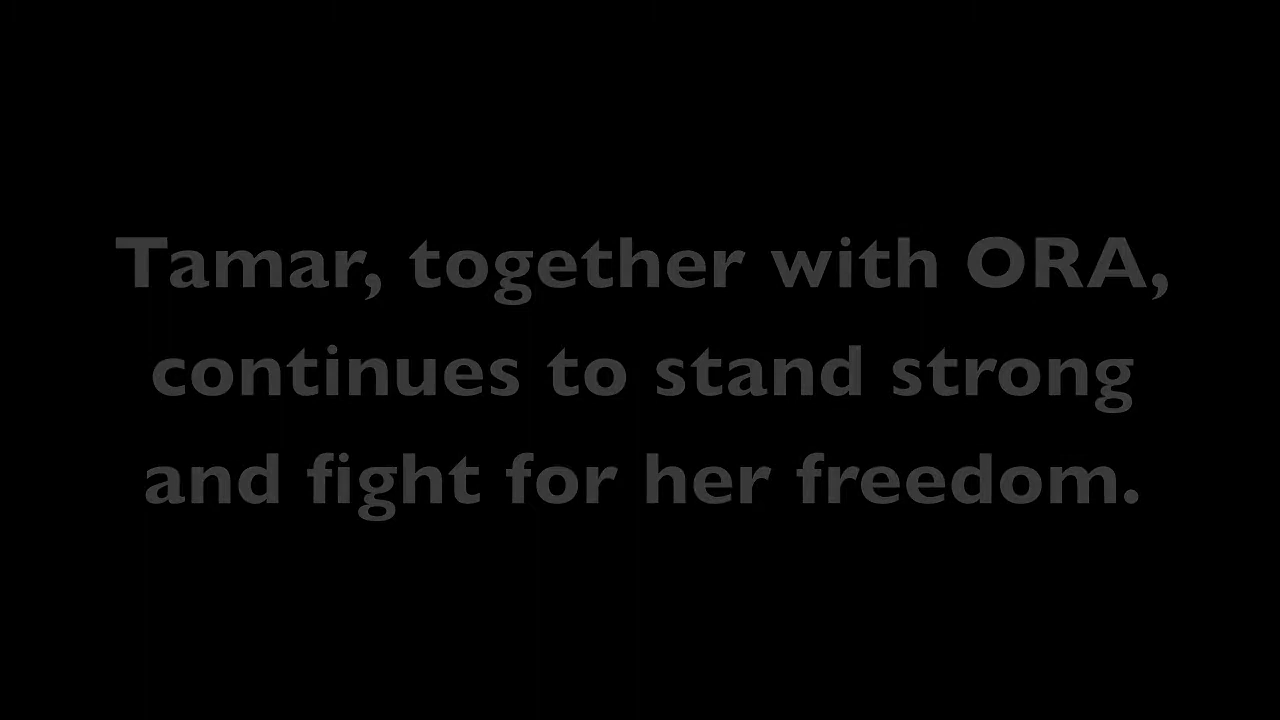 Tamar, together with ORA,
continues to stand strong
and fight for her freedom.